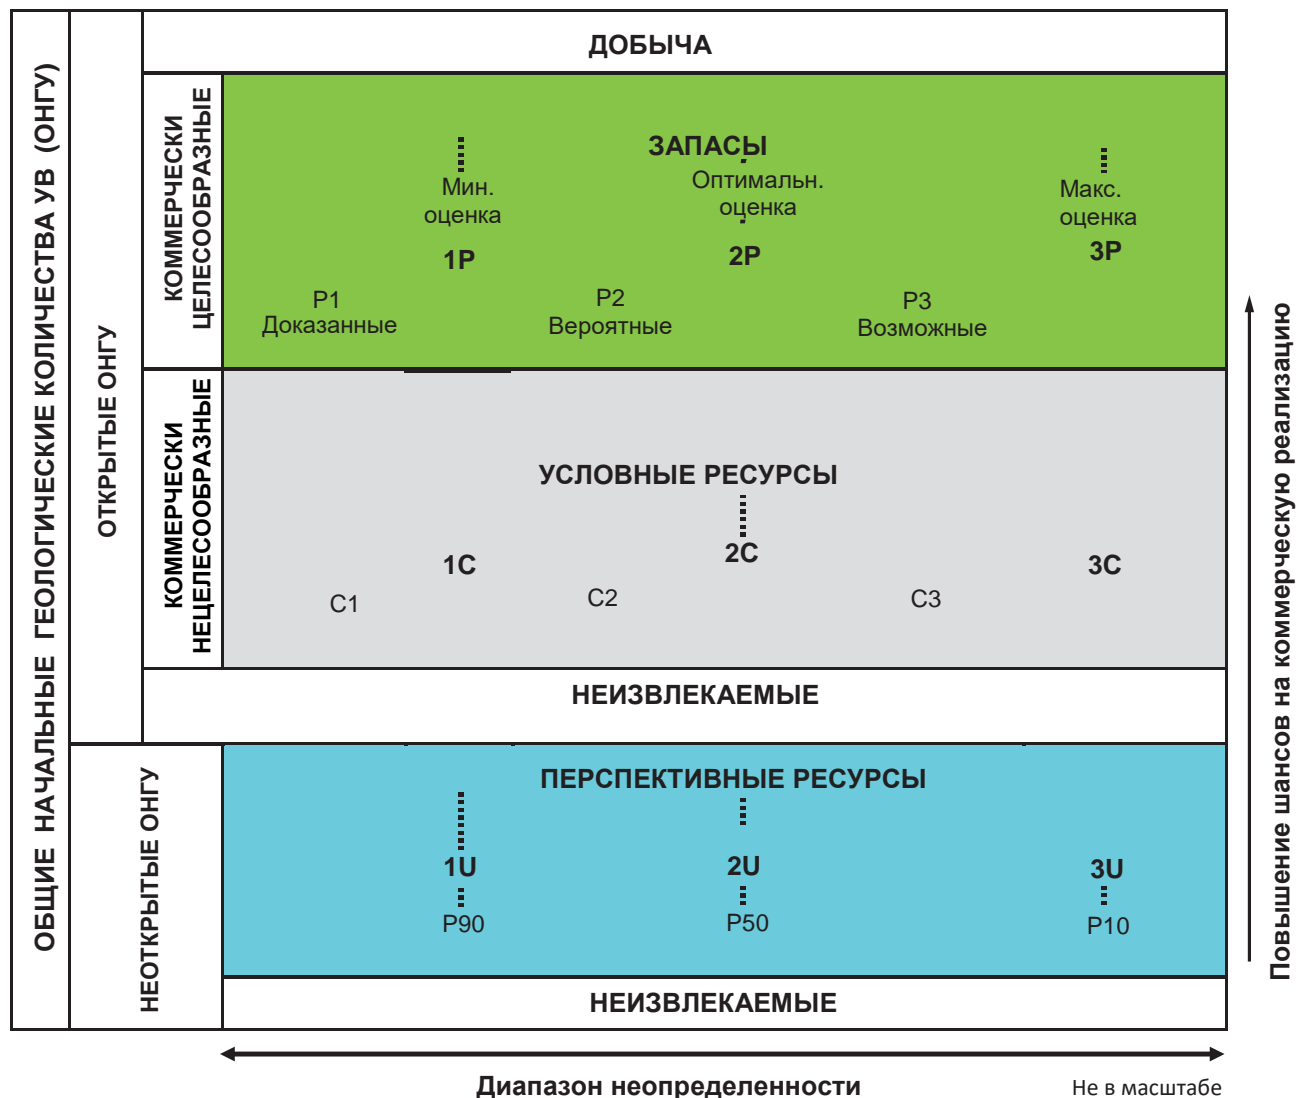 ОБЩИЕ НАЧАЛЬНЫЕ ГЕОЛОГИЧЕСКИЕ КОЛИЧЕСТВА УВ (ОНГУ)
ОТКРЫТЫЕ ОНГУ
ДОБЫЧА
КОММЕРЧЕСКИ
ЦЕЛЕСООБРАЗНЫЕ
ЗАПАСЫ
Мин.
оценка
Оптимальн.
оценка
Макс.
оценка
1P
2P
3P
P1
Доказанные
P2
Вероятные
P3
Возможные
КОММЕРЧЕСКИ
НЕЦЕЛЕСООБРАЗНЫЕ
УСЛОВНЫЕ РЕСУРСЫ
1C
2C
3C
C1
C2
C3
НЕИЗВЛЕКАЕМЫЕ
НЕОТКРЫТЫЕ ОНГУ
ПЕРСПЕКТИВНЫЕ РЕСУРСЫ
1U
2U
3U
P90
P50
P10
НЕИЗВЛЕКАЕМЫЕ
Повышение шансов на коммерческую реализацию
Диапазон неопределенности
Не в масштабе